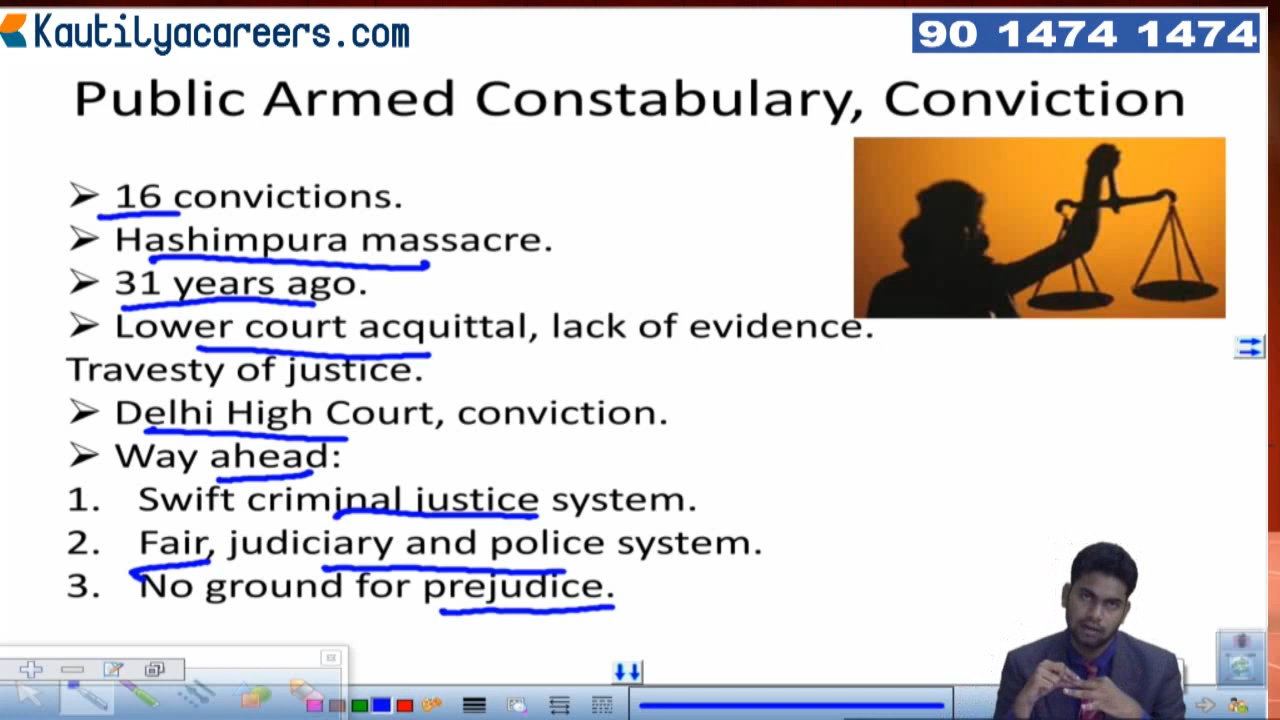 Kautilyacareers.com
90 1474 1474
Public Armed Constabulary, Conviction
➢ 16 convictions.
➢ Hashimpura massacre.
➢ 31 years ago.
➢ Lower court acquittal, lack of evidence.
Travesty of justice.
➢ Delhi High Court, conviction.
➢ Way ahead:
1. Swift criminal justice system.
2. Fair, judiciary and police system.
3. No ground for prejudice.